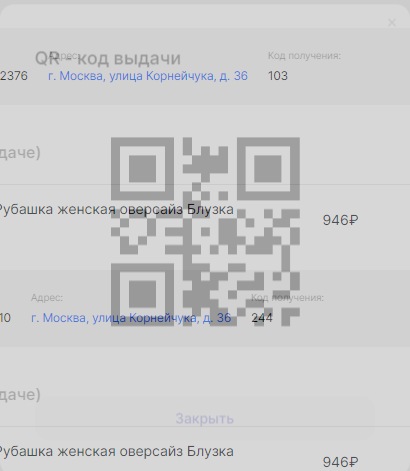 QR - код выдачи
Адрес: Код получения:
2376 г. Москва, улица Корнейчука, д. 36 103
даче)
Рубашка женская оверсайз Блузка
946₽
Адрес: Код получения:
10 г. Москва, улица Корнейчука, д. 36 244
даче)
Закрыть
Рубашка женская оверсайз Блузка
946₽